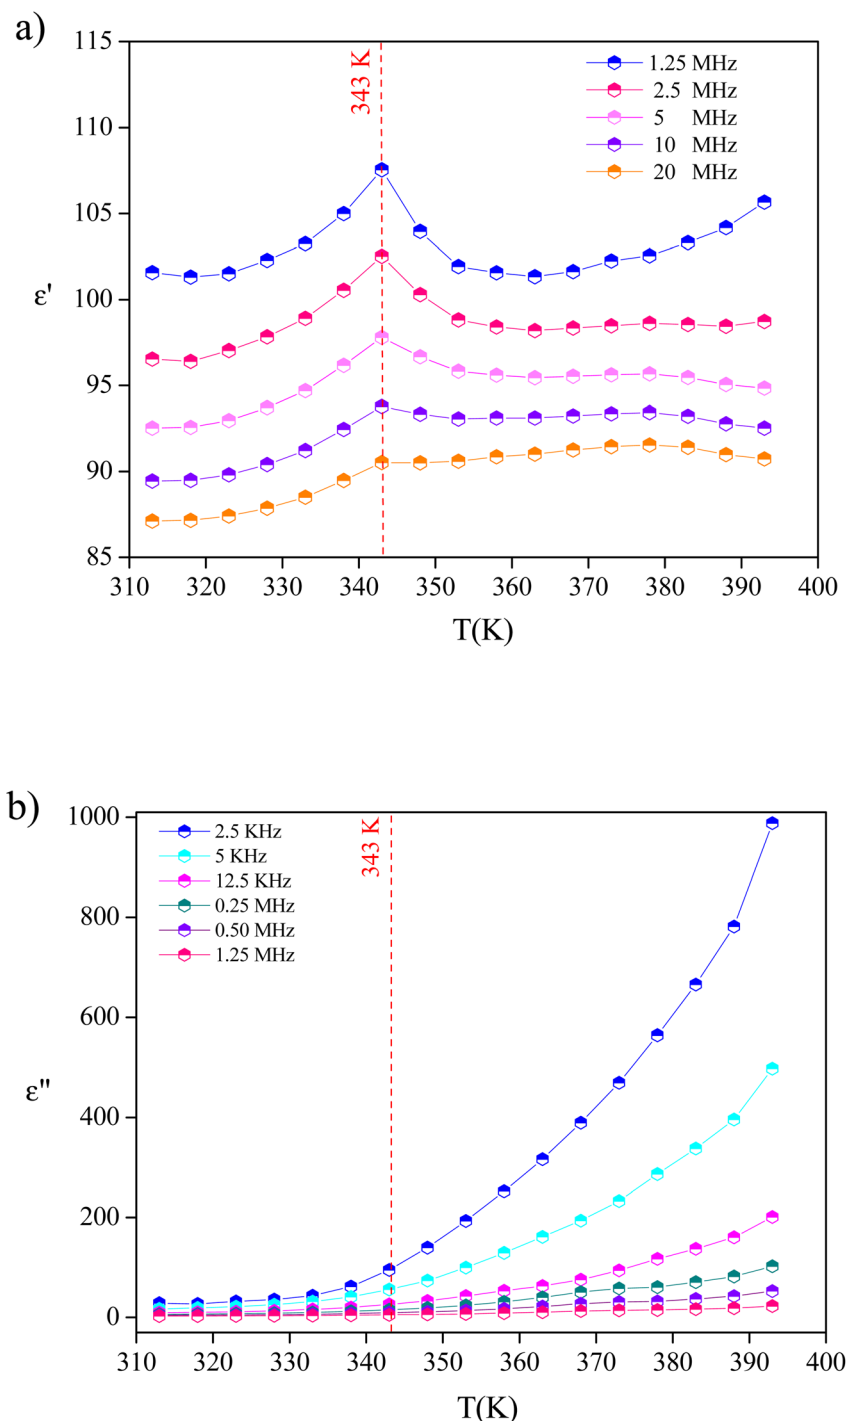 a)
115
110
105
100
95
90
85
ε'
343 K
1.25 MHz
2.5 MHz
5 MHz
10 MHz
20 MHz
310 320 330 340 350 360 370 380 390 400
T(K)
b)
1000
800
600
400
200
0
ε"
343 K
2.5 KHz
5 KHz
12.5 KHz
0.25 MHz
0.50 MHz
1.25 MHz
310 320 330 340 350 360 370 380 390 400
T(K)